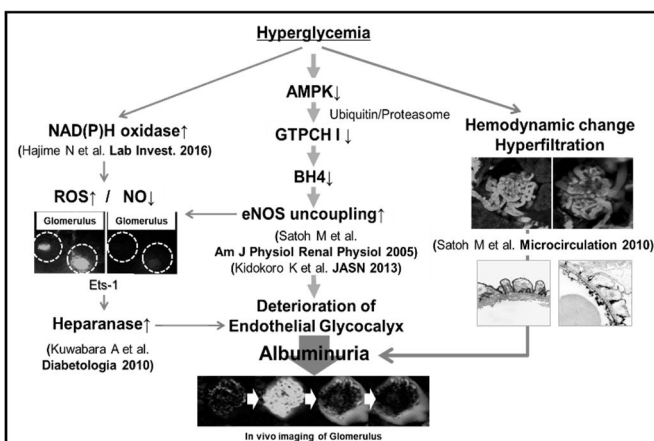 Hyperglycemia
AMPK↓
Ubiquitin/Proteasome
GTPCH I ↓
BH4↓
eNOS uncoupling↑
(Satoh M et al.
Am J Physiol Renal Physiol 2005)
(Kidokoro K et al. JASN 2013)
Deterioration of
Endothelial Glycocalyx
Albuminuria
In vivo imaging of Glomerulus
NAD(P)H oxidase↑
(Hajime N et al. Lab Invest. 2016)
ROS↑ / NO↓
Glomerulus Glomerulus
Ets-1
Heparanase↑
(Kuwabara A et al.
Diabetologia 2010)
Hemodynamic change
Hyperfiltration
(Satoh M et al. Microcirculation 2010)